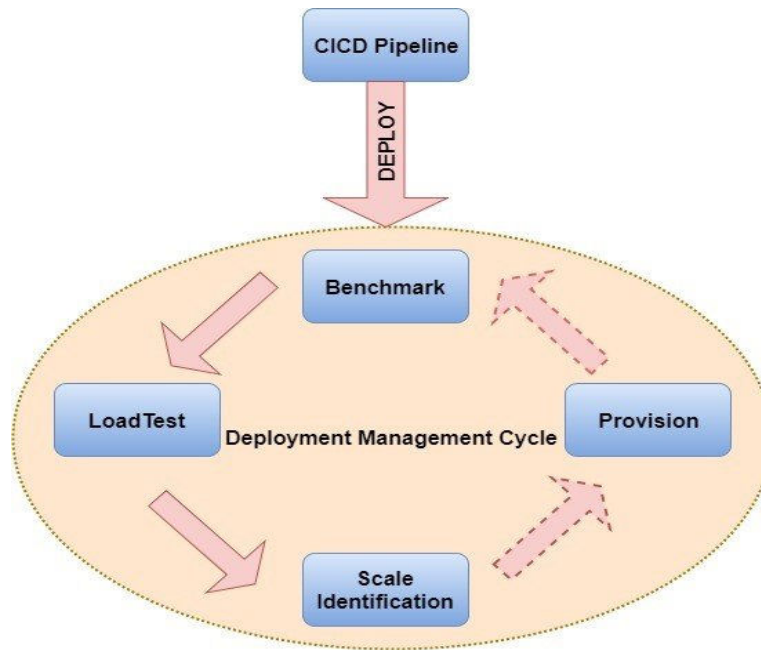 CICD Pipeline
DEPLOY
Benchmark
LoadTest
Deployment Management Cycle
Provision
Scale
Identification